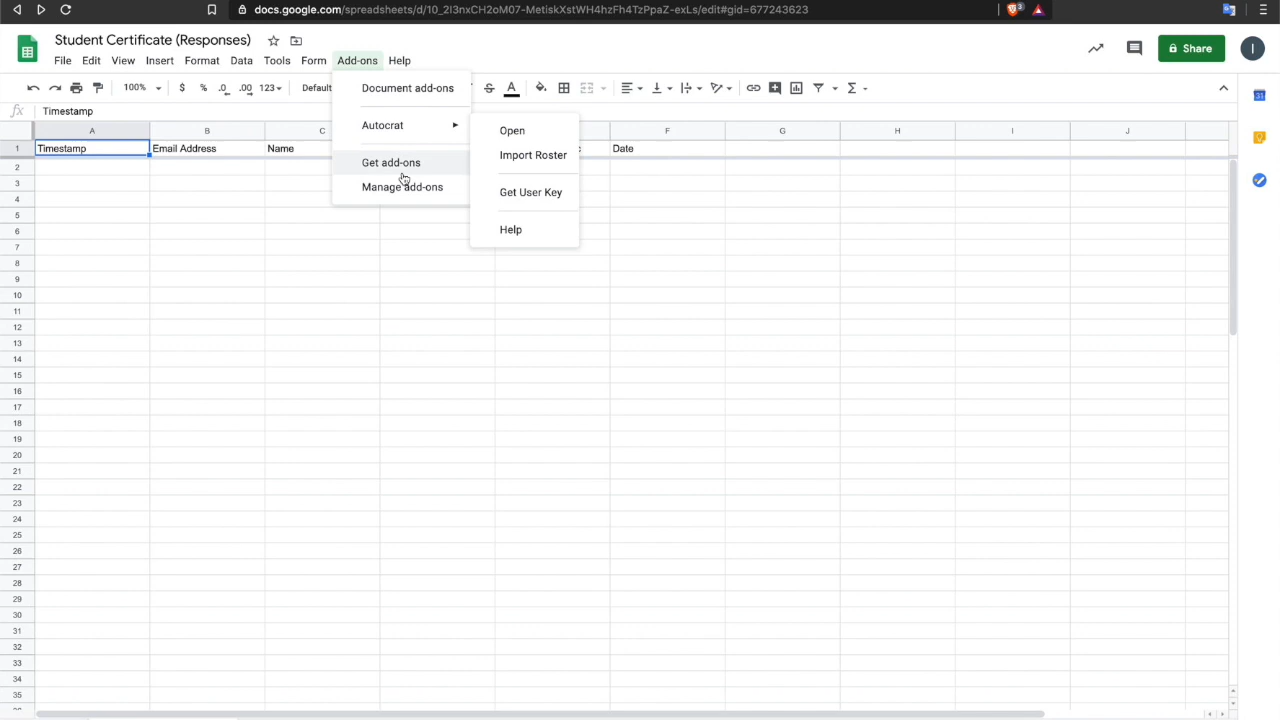 docs.google.com/spreadsheets/d/10_2I3nxCH2oM07-MetiskXstWH4hzFh4TzPpaZ-exLs/edit#gid=677243623
3
Student Certificate (Responses)
Share
I
File Edit View Insert Format Data Tools Form Add-ons Help
100% $ % .0 .00 123 Default
Document add-ons
Autocrat
Get add-ons
Manage add-ons
Open
Import Roster
Get User Key
Help
fx Timestamp
A B C F G H I J
1 Timestamp Email Address Name Date
2
3
4
5
6
7
8
9
10
11
12
13
14
15
16
17
18
19
20
21
22
23
24
25
26
27
28
29
30
31
32
33
34
35